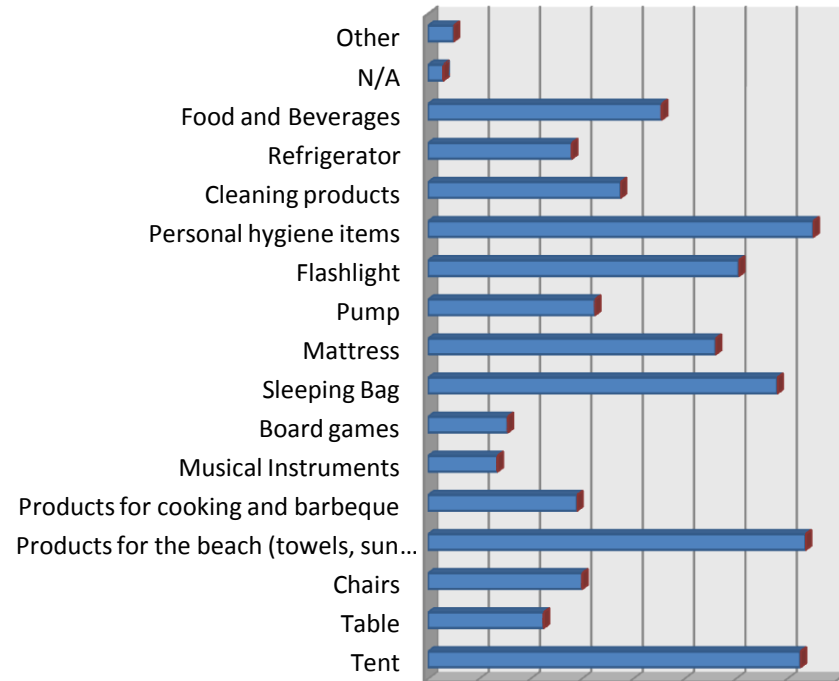 Other
N/A
Food and Beverages
Refrigerator
Cleaning products
Personal hygiene items
Flashlight
Pump
Mattress
Sleeping Bag
Board games
Musical Instruments
Products for cooking and barbeque
Products for the beach (towels, sun…
Chairs
Table
Tent